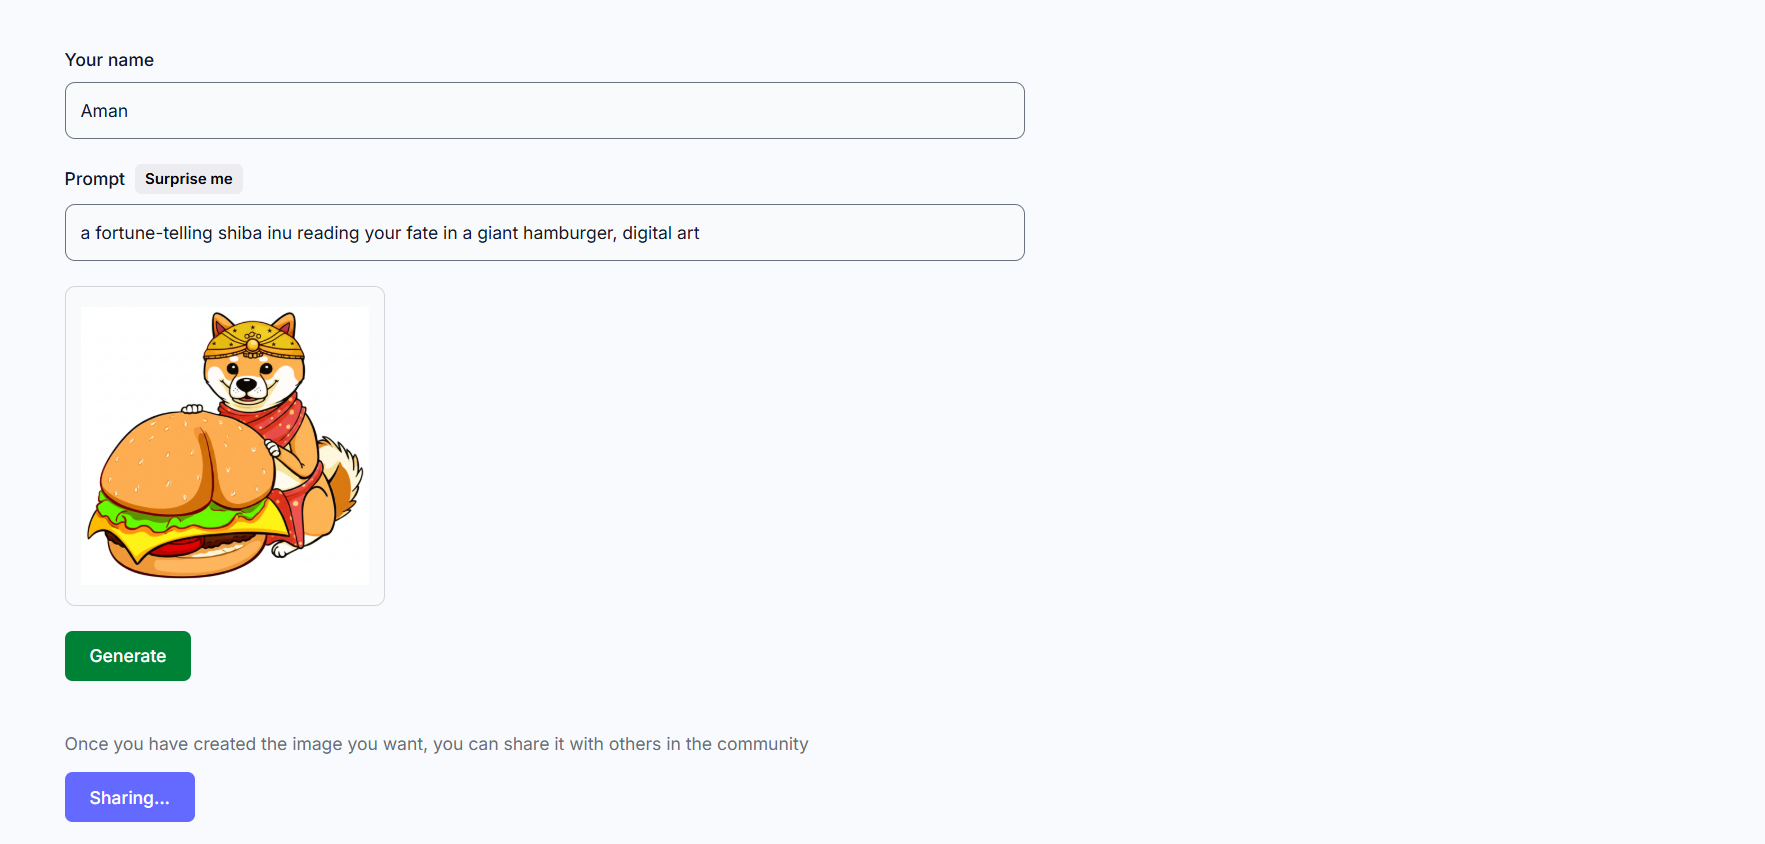 Your name
Aman
Prompt Surprise me
a fortune-telling shiba inu reading your fate in a giant hamburger, digital art
Generate
Once you have created the image you want, you can share it with others in the community
Sharing...